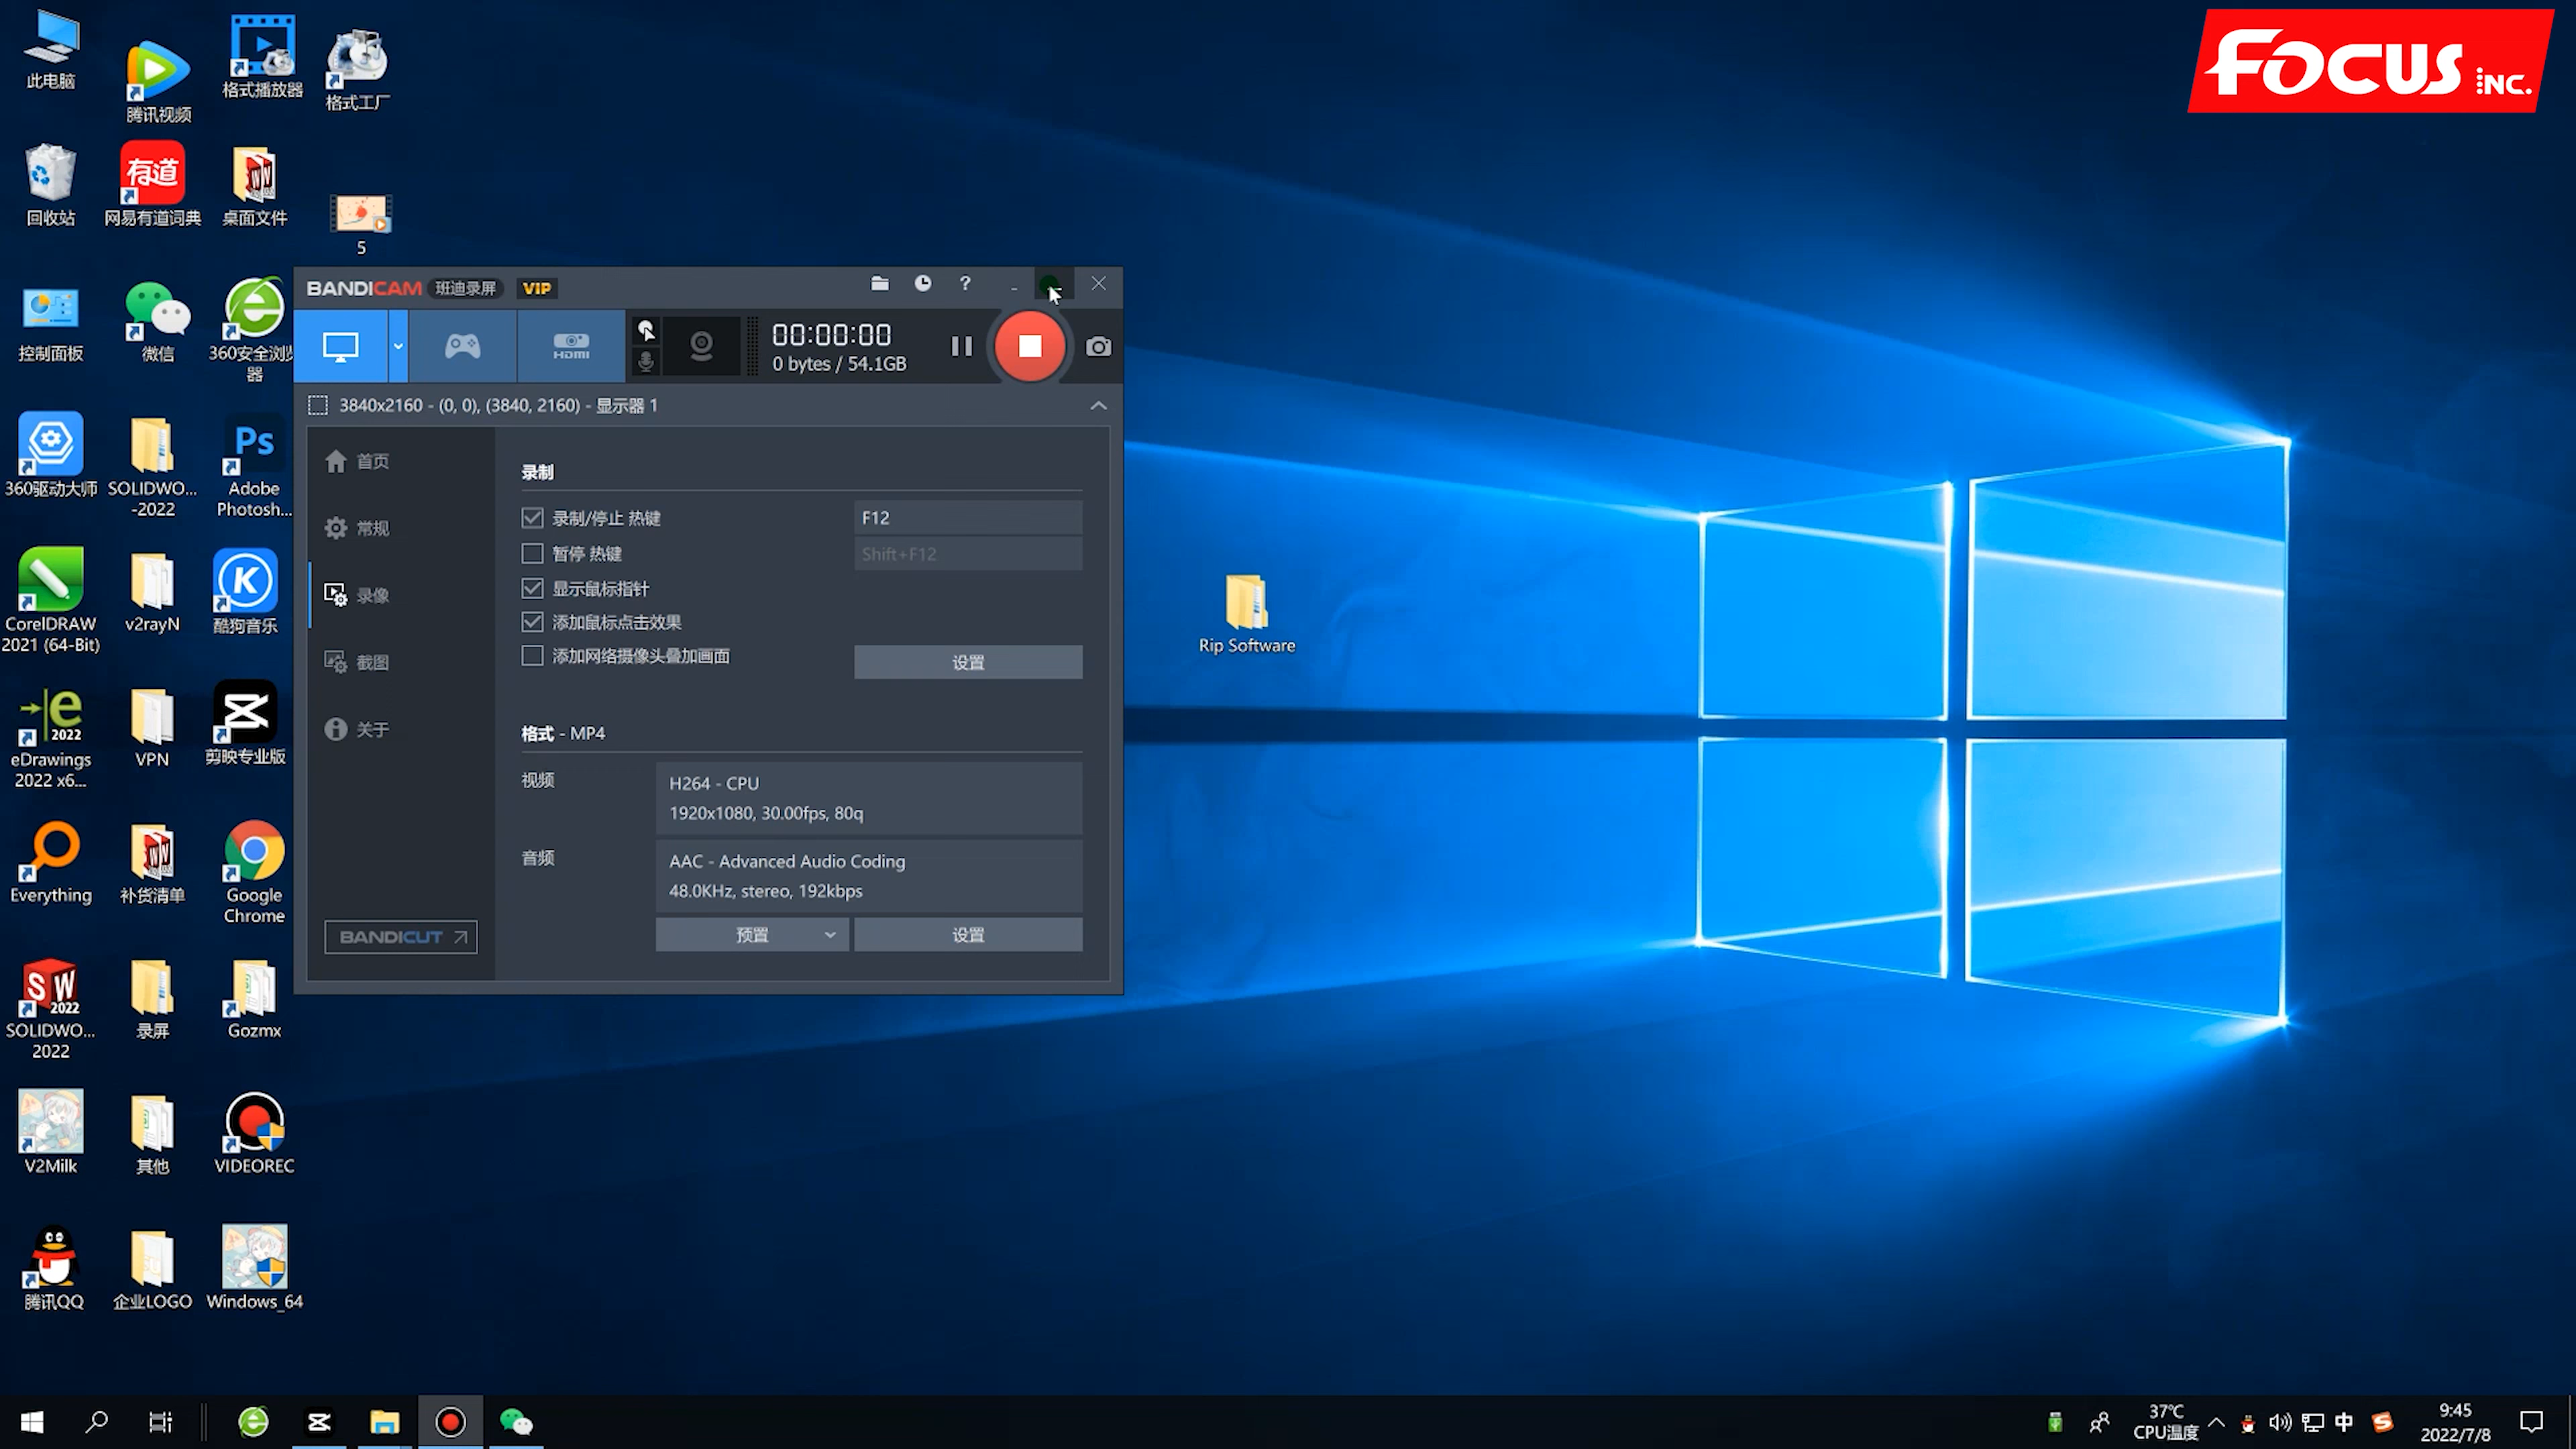 FOCUS INC.
此电脑
腾讯视频
格式播放器
格式工厂
回收站
有道
网易有道词典
桌面文件
5
控制面板
微信
360安全浏览
器
360驱动大师
SOLIDWO...
-2022
Ps
Adobe
Photosh...
CorelDRAW
2021 (64-Bit)
v2rayN
K
酷狗音乐
e
2022
eDrawings
2022 x6...
VPN
剪映专业版
Everything
补货清单
Google
Chrome
SW
2022
SOLIDWO...
2022
录屏
Gozmx
V2Milk
其他
VIDEOREC
腾讯QQ
企业LOGO
Windows_64
Rip Software
BANDICAM 班迪录屏 VIP
?
HDMI
00:00:00
0 bytes / 54.1GB
3840x2160 - (0, 0), (3840, 2160) - 显示器 1
首页
常规
录像
截图
关于
BANDICUT
录制
录制/停止 热键 F12
暂停 热键 Shift+F12
显示鼠标指针
添加鼠标点击效果
添加网络摄像头叠加画面
设置
格式 - MP4
视频
H264 - CPU
1920x1080, 30.00fps, 80q
音频
AAC - Advanced Audio Coding
48.0KHz, stereo, 192kbps
预置
设置
37℃
CPU温度
中
S
9:45
2022/7/8